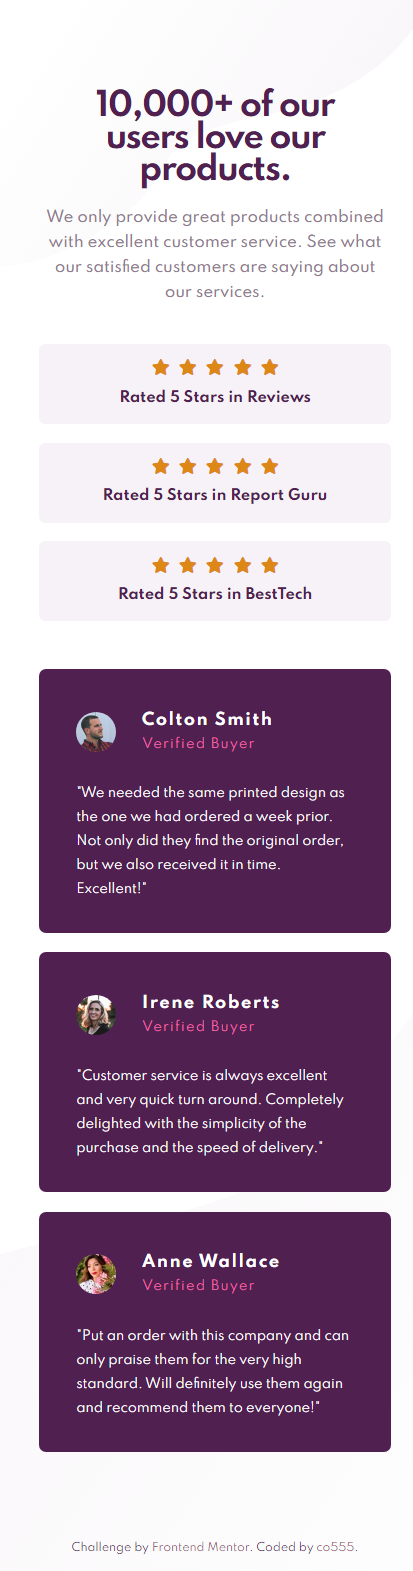 10,000+ of our
users love our
products.
We only provide great products combined
with excellent customer service. See what
our satisfied customers are saying about
our services.
Rated 5 Stars in Reviews
Rated 5 Stars in Report Guru
Rated 5 Stars in BestTech
Colton Smith
Verified Buyer
"We needed the same printed design as
the one we had ordered a week prior.
Not only did they find the original order,
but we also received it in time.
Excellent!"
Irene Roberts
Verified Buyer
"Customer service is always excellent
and very quick turn around. Completely
delighted with the simplicity of the
purchase and the speed of delivery."
Anne Wallace
Verified Buyer
"Put an order with this company and can
only praise them for the very high
standard. Will definitely use them again
and recommend them to everyone!"
Challenge by Frontend Mentor. Coded by co555.